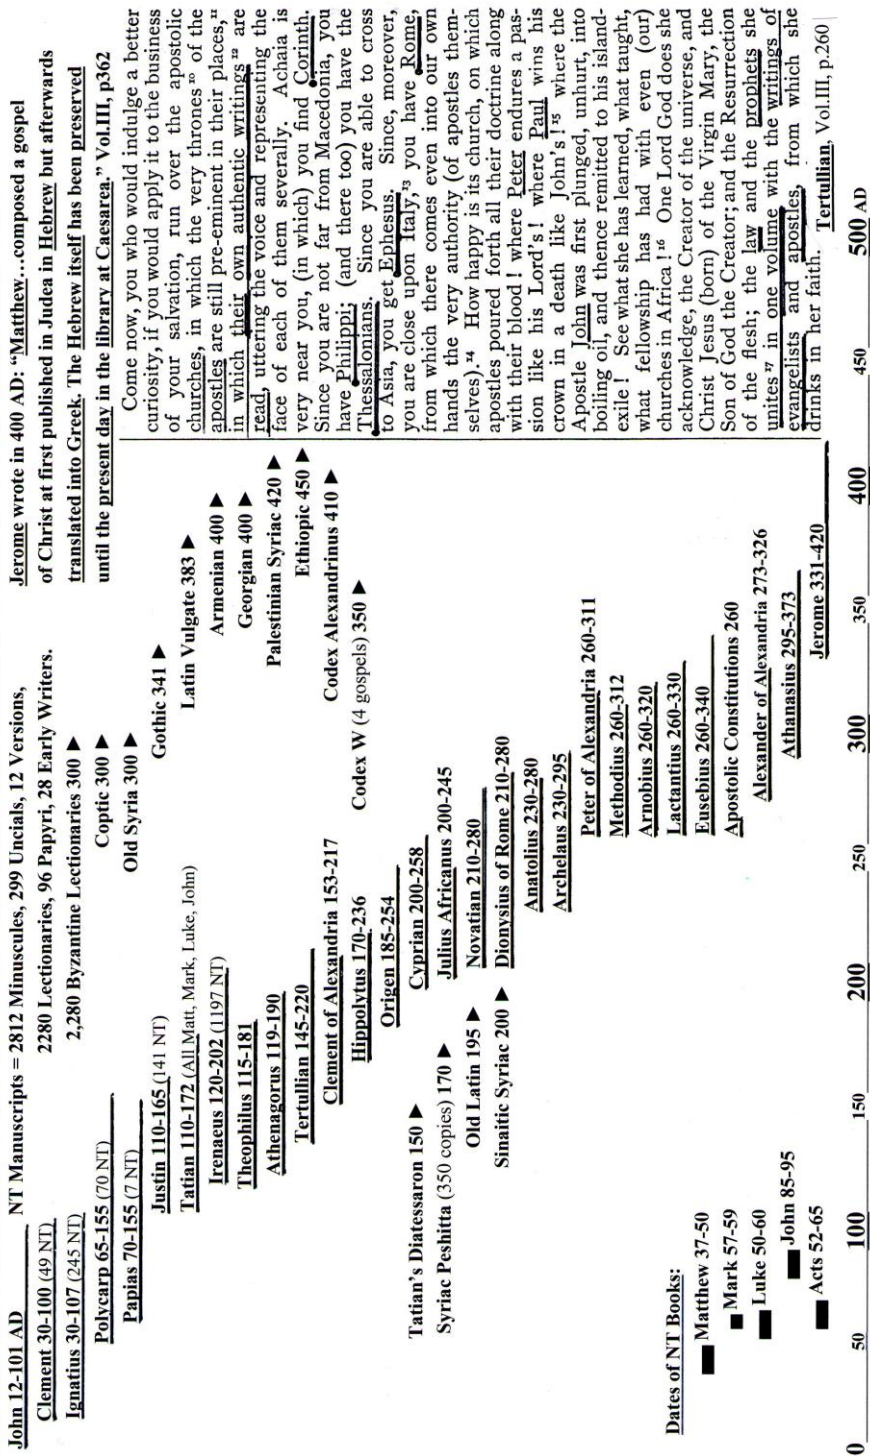 John 12-101 AD
NT Manuscripts = 2812 Minuscules, 299 Uncials, 12 Versions,
2280 Lectionaries, 96 Papyri, 28 Early Writers.
Jerome wrote in 400 AD: “Matthew…composed a gospel
of Christ at first published in Judea in Hebrew but afterwards
translated into Greek. The Hebrew itself has been preserved
until the present day in the library at Caesarea.” Vol.III, p362
Clement 30-100 (49 NT)
Ignatius 30-107 (245 NT)
2,280 Byzantine Lectionaries 300 ►
Polycarp 65-155 (70 NT)
Coptic 300 ►
Papias 70-155 (7 NT)
Old Syria 300 ►
Justin 110-165 (141 NT)
Gothic 341 ►
Tatian 110-172 (All Matt, Mark, Luke, John)
Latin Vulgate 383 ►
Irenaeus 120-202 (1197 NT)
Armenian 400 ►
Theophilus 115-181
Georgian 400 ►
Athenagorus 119-190
Palestinian Syriac 420 ►
Tertullian 145-220
Ethiopic 450 ►
Clement of Alexandria 153-217
Codex Alexandrinus 410 ►
Hippolytus 170-236
Codex W (4 gospels) 350 ►
Origen 185-254
Tatian's Diatessaron 150 ►
Cyprian 200-258
Syriac Peshitta (350 copies) 170 ►
Julius Africanus 200-245
Old Latin 195 ►
Novatian 210-280
Sinaitic Syriac 200 ►
Dionysius of Rome 210-280
Anatolius 230-280
Archelaus 230-295
Peter of Alexandria 260-311
Methodius 260-312
Arnobius 260-320
Lactantius 260-330
Eusebius 260-340
Apostolic Constitutions 260
Alexander of Alexandria 273-326
Athanasius 295-373
Jerome 331-420
Come now, you who would indulge a better
curiosity, if you would apply it to the business
of your salvation, run over the apostolic
churches, in which the very thrones²⁰ of the
apostles are still pre-eminent in their places,²¹
in which their own authentic writings²² are
read, uttering the voice and representing the
face of each of them severally. Achaia is
very near you, (in which) you find Corinth.
Since you are not far from Macedonia, you
have Philippi; (and there too) you have the
Thessalonians. Since you are able to cross
to Asia, you get Ephesus. Since, moreover,
you are close upon Italy,²³ you have Rome,
from which there comes even into our own
hands the very authority (of apostles them-
selves).²⁴ How happy is its church, on which
apostles poured forth all their doctrine along
with their blood! where Peter endures a pas-
sion like his Lord's! where Paul wins his
crown in a death like John's!²⁵ where the
Apostle John was first plunged, unhurt, into
boiling oil, and thence remitted to his island-
exile! See what she has learned, what taught,
what fellowship has had with even (our)
churches in Africa!²⁶ One Lord God does she
acknowledge, the Creator of the universe, and
Christ Jesus (born) of the Virgin Mary, the
Son of God the Creator; and the Resurrection
of the flesh; the law and the prophets she
unites²⁷ in one volume with the writings of
evangelists and apostles, from which she
drinks in her faith. Tertullian, Vol.III, p.260
Dates of NT Books:
Matthew 37-50
Mark 57-59
Luke 50-60
John 85-95
Acts 52-65
0 50 100 150 200 250 300 350 400 450 500 AD